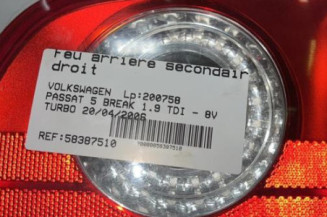 Feu arriere secondair
droit
VOLKSWAGEN Lp:200758
PASSAT 5 BREAK 1.9 TDI - 8V
TURBO 20/04/2006
REF:58387510